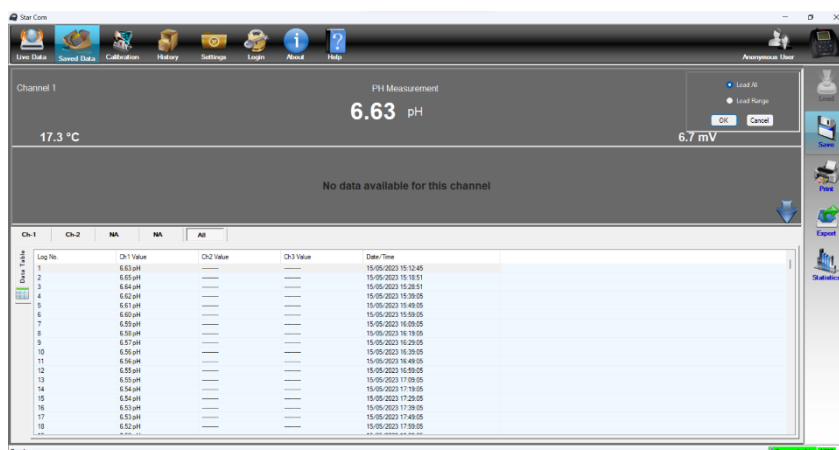 Star Com
Live Data Saved Data Calibration History Settings Login About Help Anonymous User
Channel 1 PH Measurement
Load All
Load Range
OK Cancel
6.63 pH
17.3 °C 6.7 mV
Load
Save
Print
Export
Statistics
No data available for this channel
Ch-1 Ch-2 NA NA All
Data Table
Log No. Ch1 Value Ch2 Value Ch3 Value Date/Time
1 6.63 pH ------- ------- 15/05/2023 15:12:45
2 6.65 pH ------- ------- 15/05/2023 15:18:51
3 6.64 pH ------- ------- 15/05/2023 15:28:51
4 6.62 pH ------- ------- 15/05/2023 15:39:05
5 6.61 pH ------- ------- 15/05/2023 15:49:05
6 6.60 pH ------- ------- 15/05/2023 15:59:05
7 6.59 pH ------- ------- 15/05/2023 16:09:05
8 6.58 pH ------- ------- 15/05/2023 16:19:05
9 6.57 pH ------- ------- 15/05/2023 16:29:05
10 6.56 pH ------- ------- 15/05/2023 16:39:05
11 6.56 pH ------- ------- 15/05/2023 16:49:05
12 6.55 pH ------- ------- 15/05/2023 16:59:05
13 6.55 pH ------- ------- 15/05/2023 17:09:05
14 6.54 pH ------- ------- 15/05/2023 17:19:05
15 6.54 pH ------- ------- 15/05/2023 17:29:05
16 6.53 pH ------- ------- 15/05/2023 17:39:05
17 6.53 pH ------- ------- 15/05/2023 17:49:05
18 6.52 pH ------- ------- 15/05/2023 17:59:05